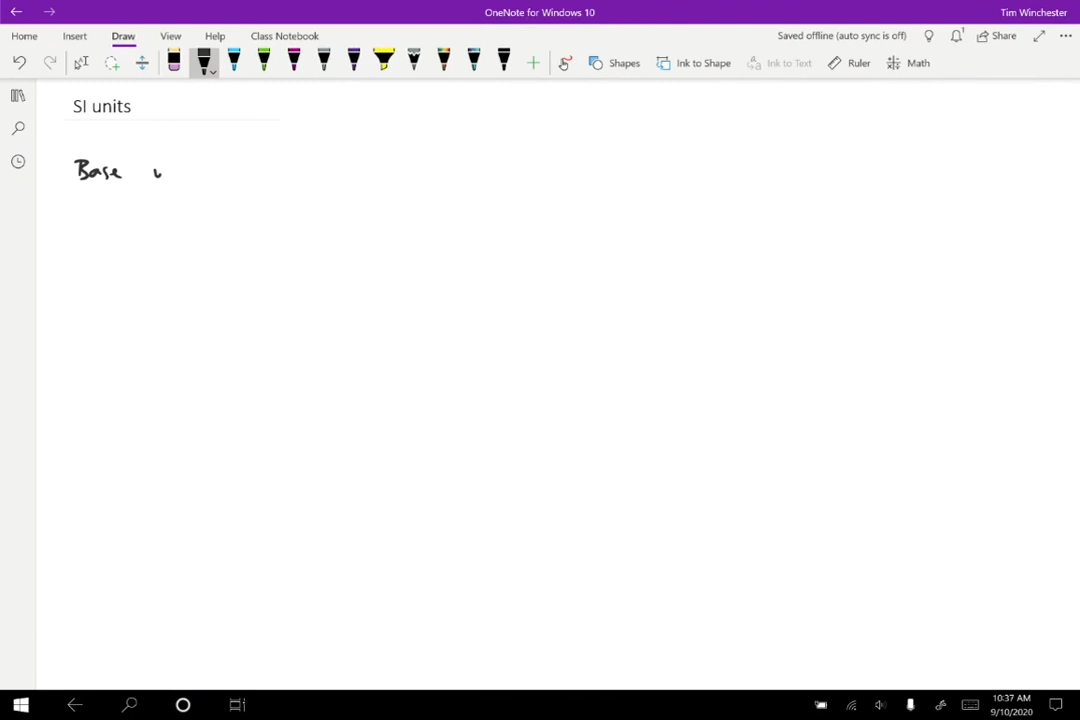 OneNote for Windows 10
Tim Winchester
Home Insert Draw View Help Class Notebook
Saved offline (auto sync is off) Share
Shapes Ink to Shape Ink to Text Ruler Math
SI units
Base
10:37 AM
9/10/2020